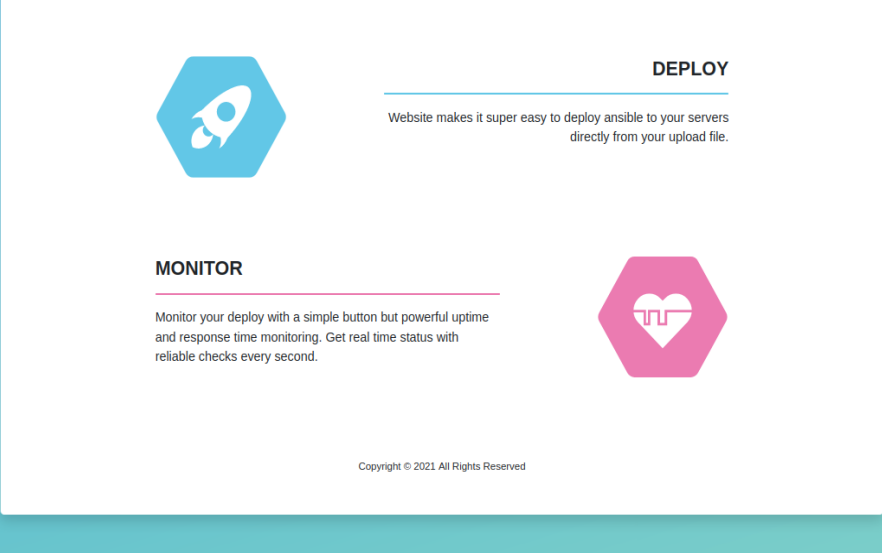 DEPLOY
Website makes it super easy to deploy ansible to your servers
directly from your upload file.
MONITOR
Monitor your deploy with a simple button but powerful uptime
and response time monitoring. Get real time status with
reliable checks every second.
Copyright © 2021 All Rights Reserved